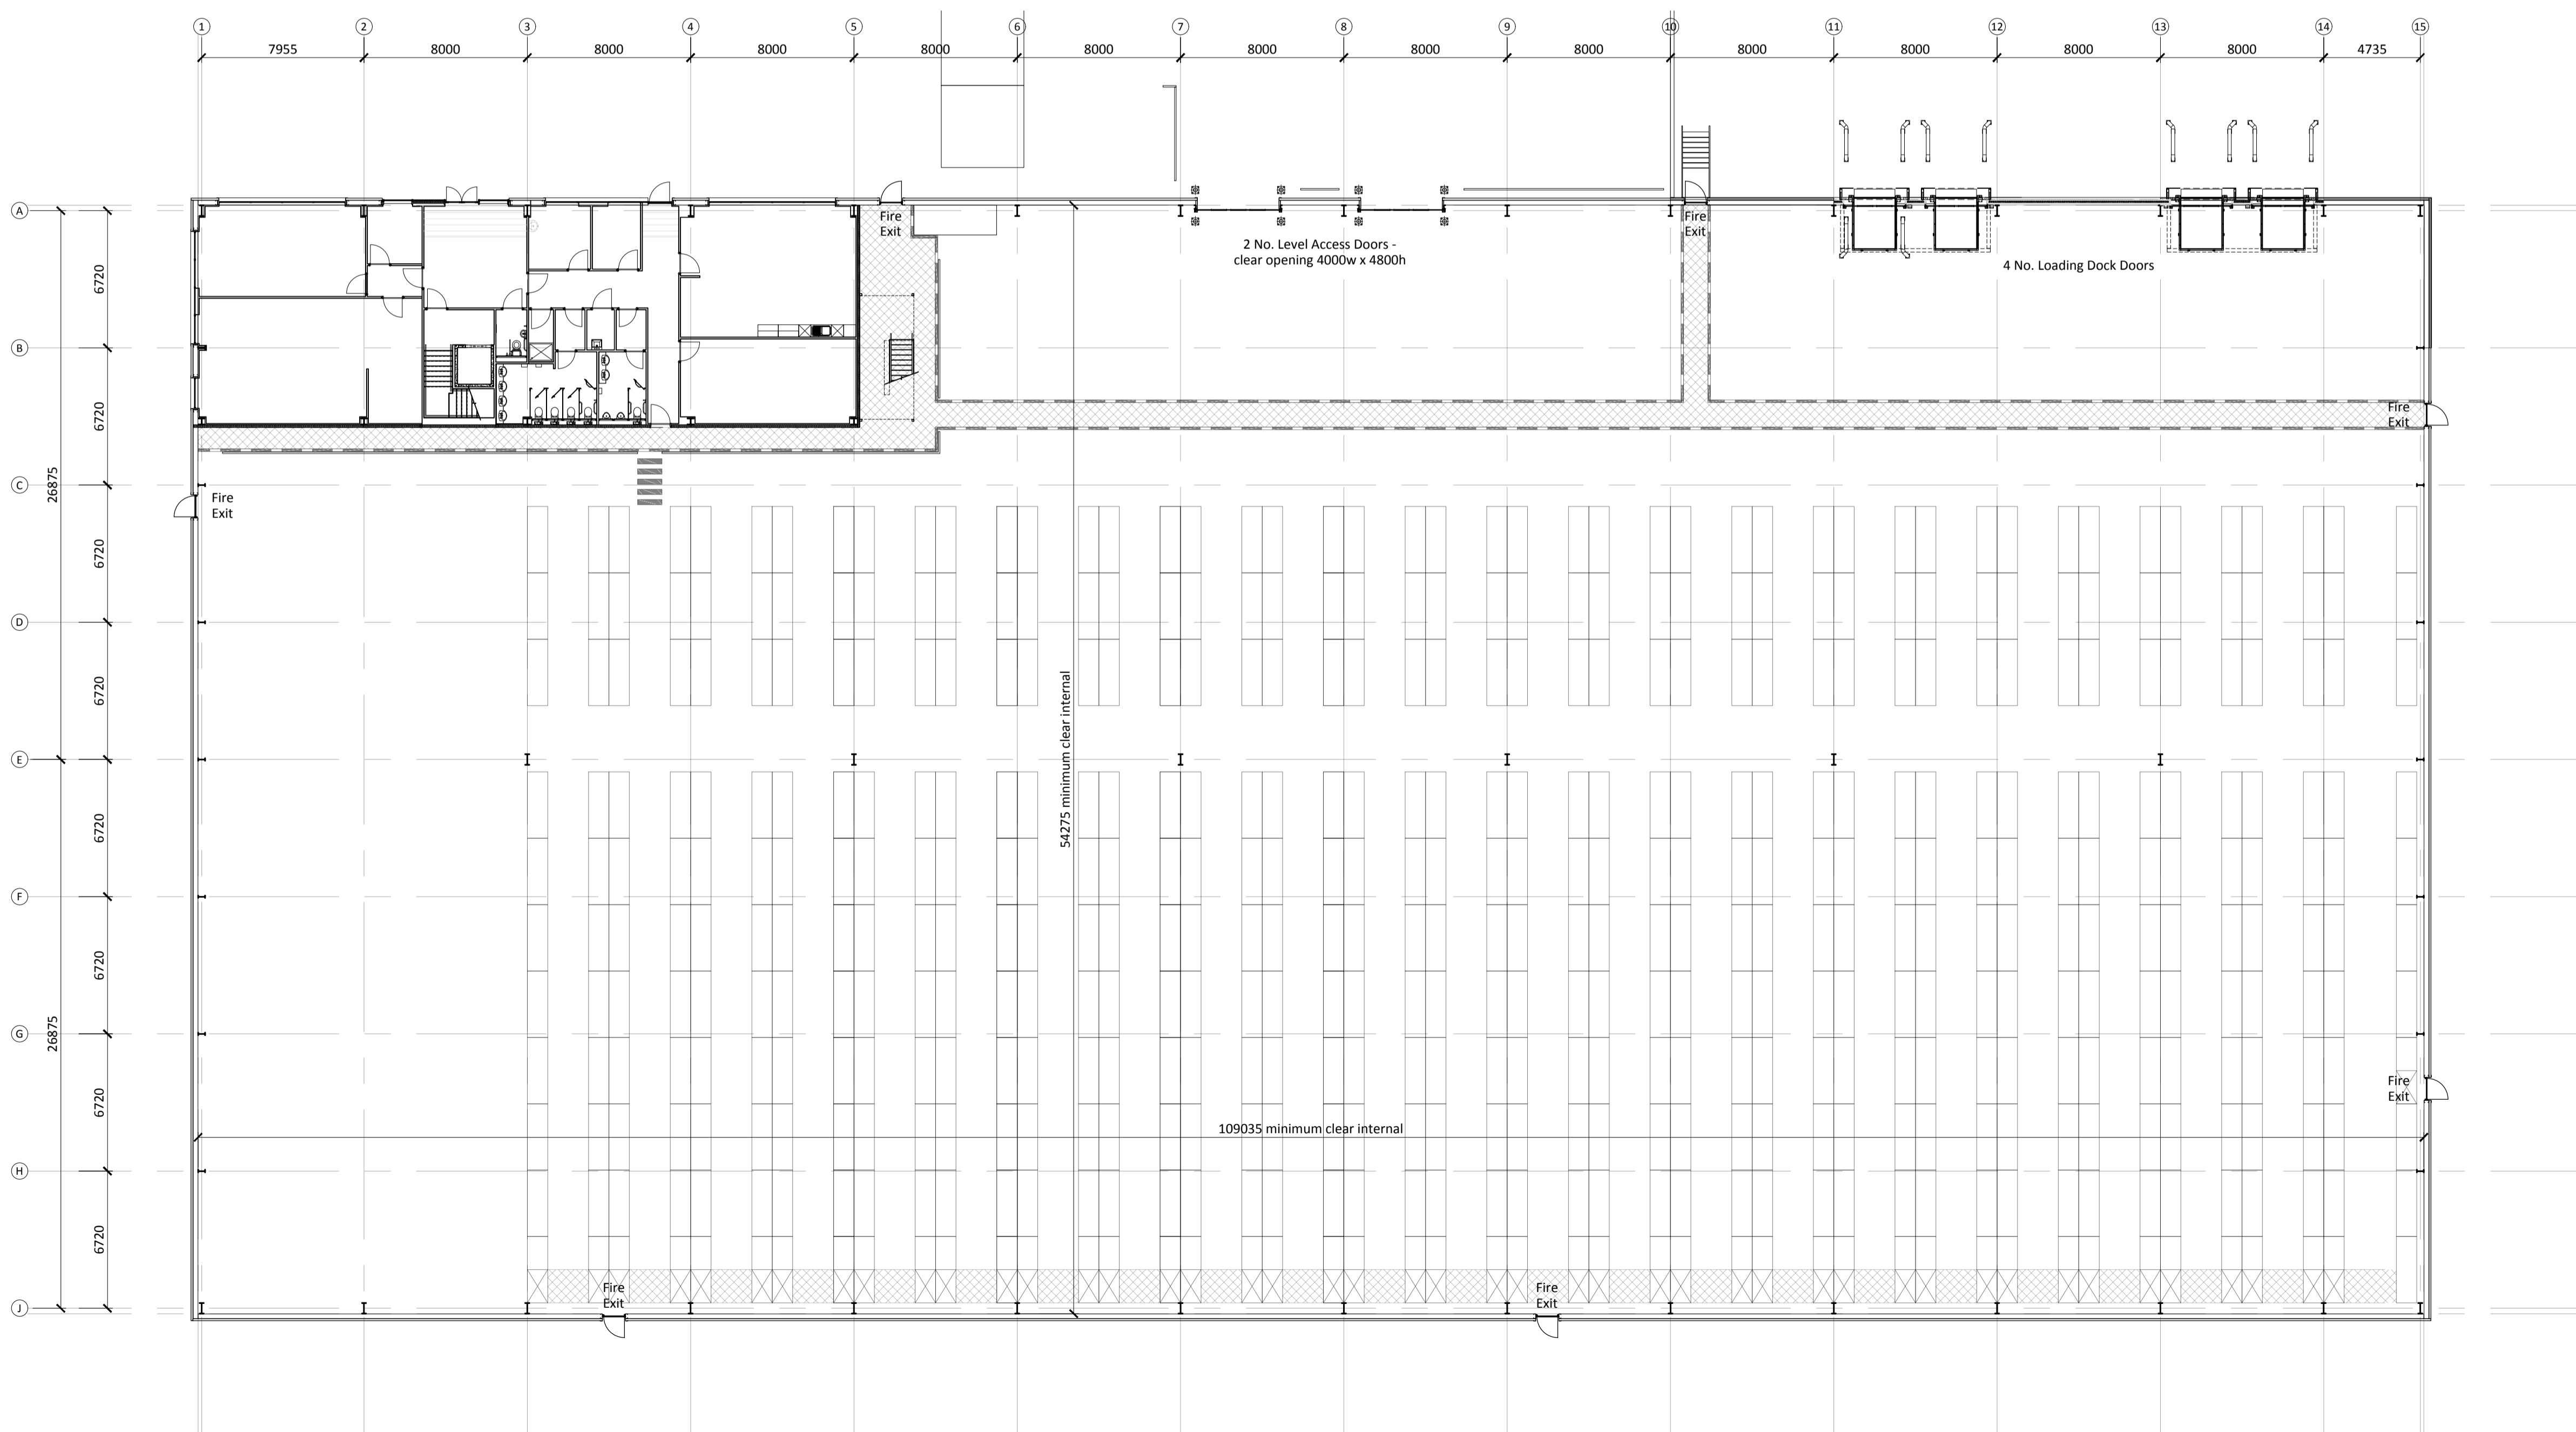 1 2 3 4 5 6 7 8 9 10 11 12 13 14 15
7955 8000 8000 8000 8000 8000 8000 8000 8000 8000 8000 8000 8000 4735
A
Fire
Exit
Fire
Exit
2 No. Level Access Doors -
clear opening 4000w x 4800h
4 No. Loading Dock Doors
6720
B
6720
Fire
Exit
26875
C
Fire
Exit
6720
D
6720
54275 minimum clear internal
E
6720
F
6720
26875
G
6720
Fire
Exit
109035 minimum clear internal
H
6720
Fire
Exit
Fire
Exit
J